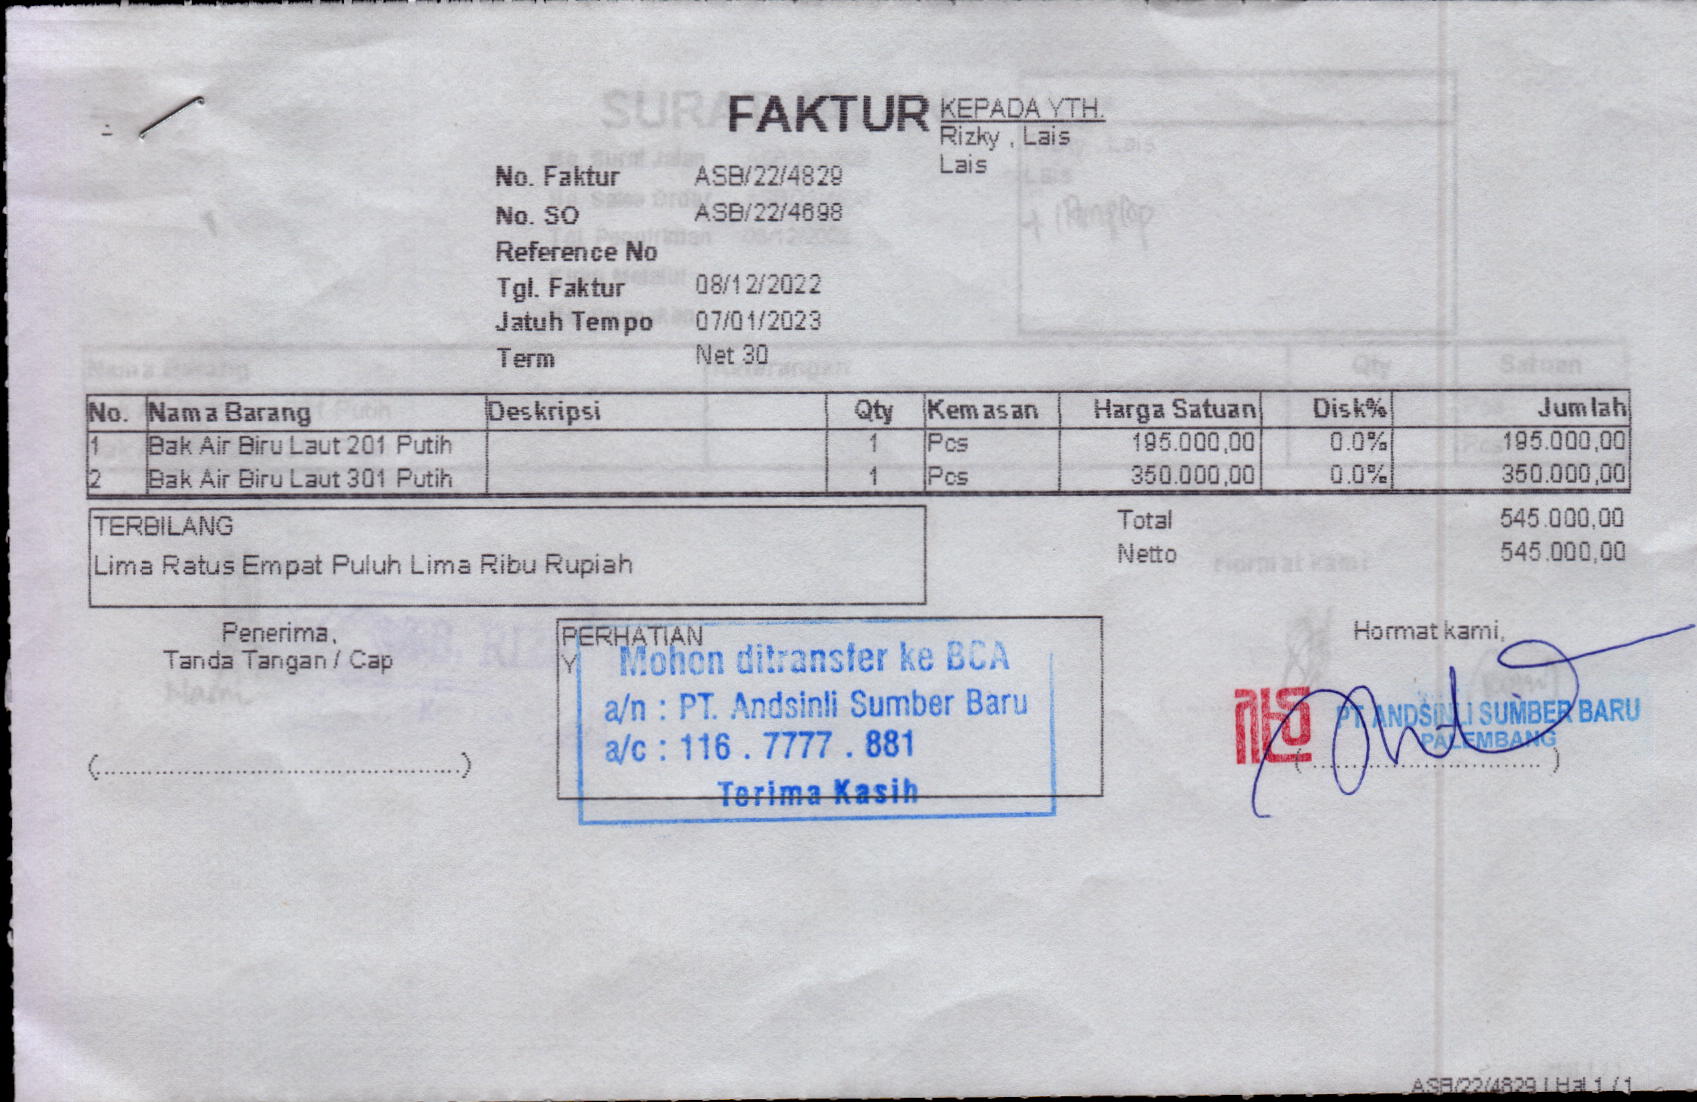 FAKTUR
KEPADA YTH.
Rizky , Lais
Lais
No. Faktur ASB/22/4829
No. SO ASB/22/4698
Reference No
Tgl. Faktur 08/12/2022
Jatuh Tempo 07/01/2023
Term Net 30
No. Nama Barang Deskripsi Qty Kemasan Harga Satuan Disk% Jumlah
1 Bak Air Biru Laut 201 Putih 1 Pcs 195.000,00 0.0% 195.000,00
2 Bak Air Biru Laut 301 Putih 1 Pcs 350.000,00 0.0% 350.000,00
TERBILANG
Lima Ratus Empat Puluh Lima Ribu Rupiah
Total 545.000,00
Netto 545.000,00
Penerima,
Tanda Tangan / Cap
PERHATIAN
Y
Mohon ditransfer ke BCA
a/n : PT. Andsinli Sumber Baru
a/c : 116 . 7777 . 881
Terima Kasih
Hormat kami,
PT ANDSINLI SUMBER BARU
PALEMBANG
ASB/22/4829 | Hal 1 / 1